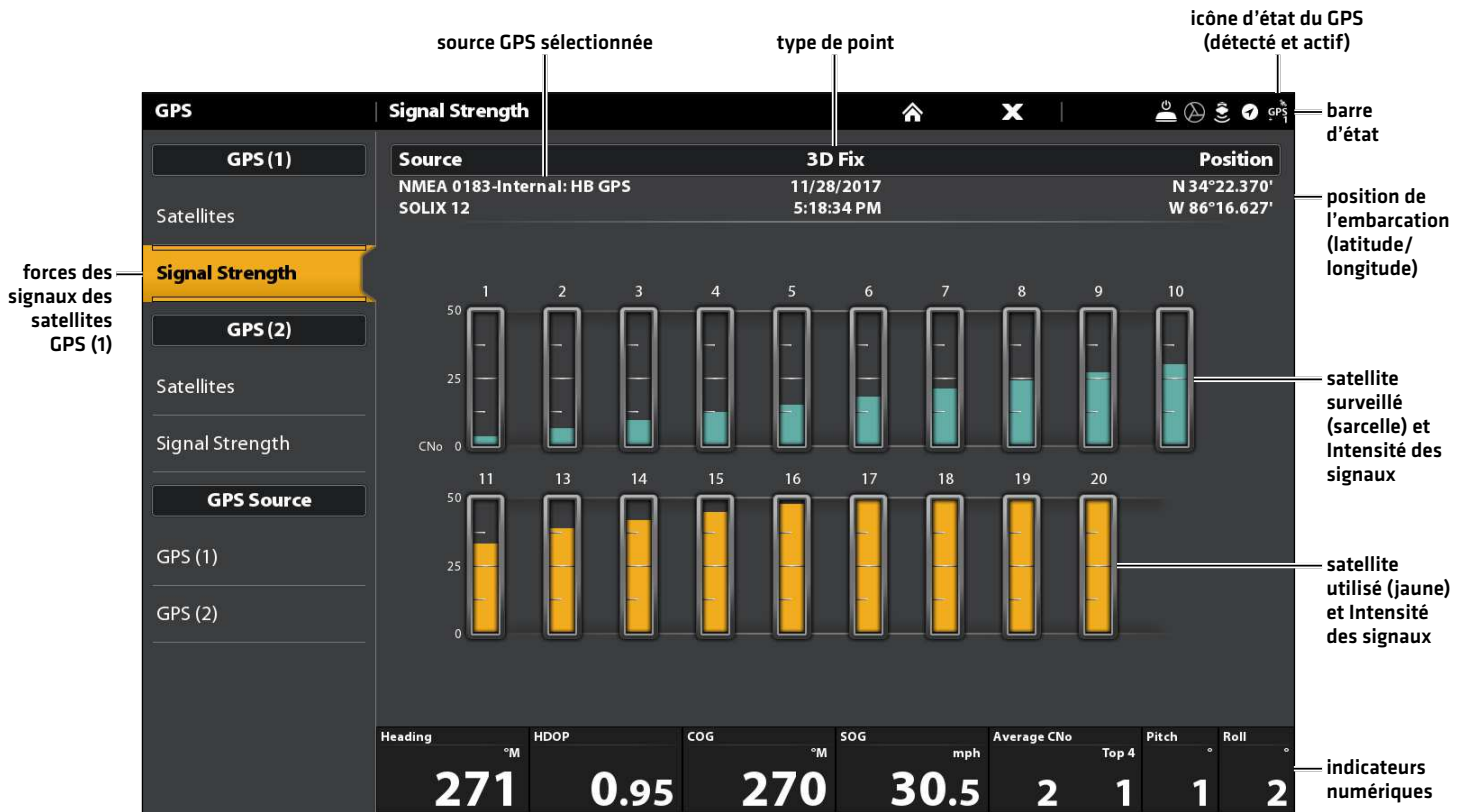 icône d'état du GPS
(détecté et actif)
source GPS sélectionnée
type de point
GPS
Signal Strength
X
GPS
1
barre
d'état
GPS (1)
Satellites
Signal Strength
GPS (2)
Satellites
Signal Strength
GPS Source
GPS (1)
GPS (2)
forces des
signaux des
satellites
GPS (1)
Source
3D Fix
Position
NMEA 0183-Internal: HB GPS
11/28/2017
N 34°22.370'
SOLIX 12
5:18:34 PM
W 86°16.627'
position de
l'embarcation
(latitude/
longitude)
1 2 3 4 5 6 7 8 9 10
50
25
CNo 0
satellite
surveillé
(sarcelle) et
Intensité des
signaux
11 13 14 15 16 17 18 19 20
50
25
0
satellite
utilisé (jaune)
et Intensité
des signaux
Heading
°M
271
HDOP
0.95
COG
°M
270
SOG
mph
30.5
Average CNo
Top 4
2 1
Pitch
°
1
Roll
°
2
indicateurs
numériques